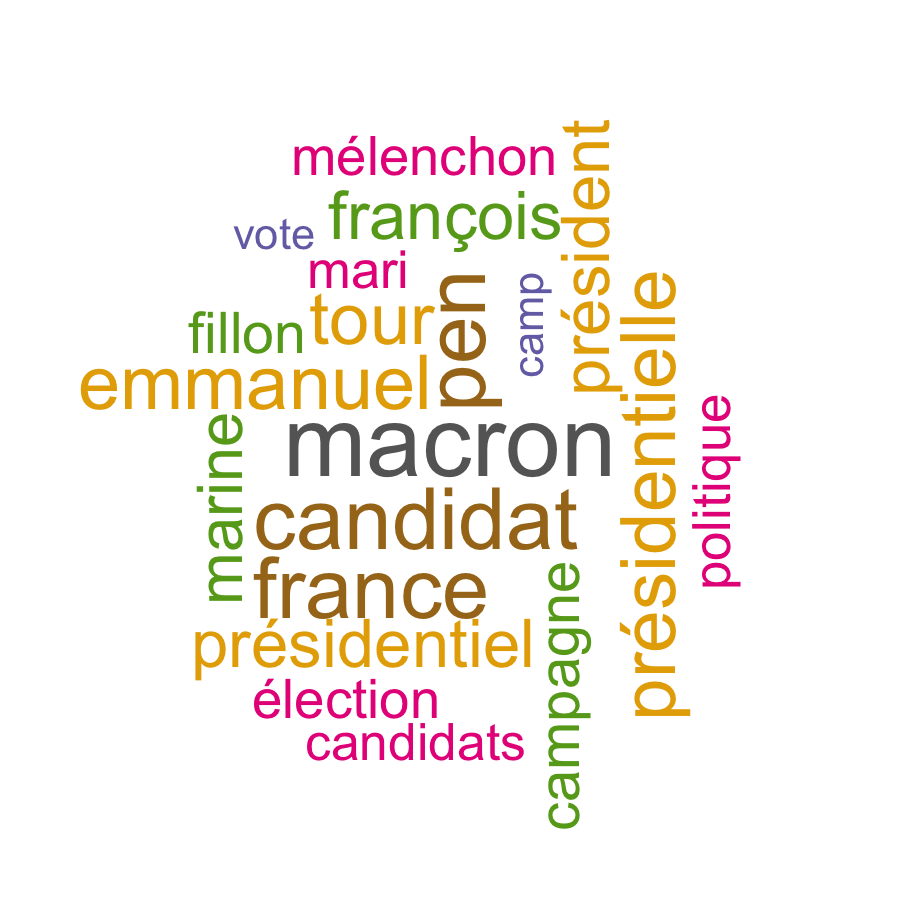 mélenchon
président
françois
vote
mari
pen
camp
présidentielle
tour
fillon
emmanuel
politique
macron
marine
candidat
france
campagne
présidentiel
élection
candidats